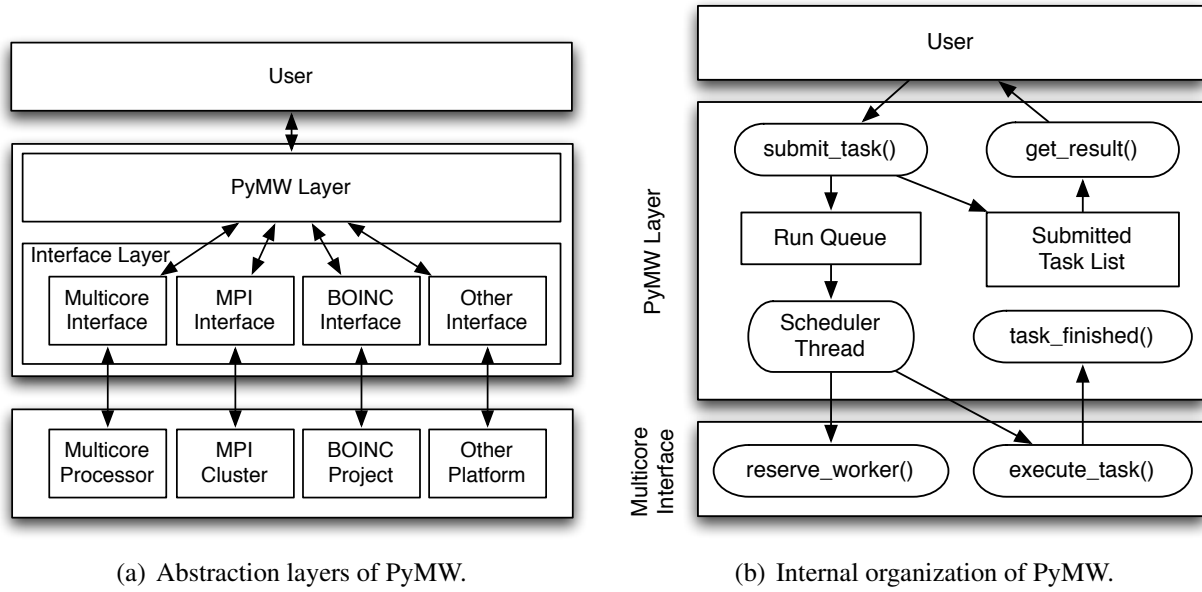 User
PyMW Layer
Interface Layer
Multicore
Interface
MPI
Interface
BOINC
Interface
Other
Interface
Multicore
Processor
MPI
Cluster
BOINC
Project
Other
Platform
(a) Abstraction layers of PyMW.
User
PyMW Layer
submit_task()
get_result()
Run Queue
Submitted
Task List
Scheduler
Thread
task_finished()
Multicore
Interface
reserve_worker()
execute_task()
(b) Internal organization of PyMW.